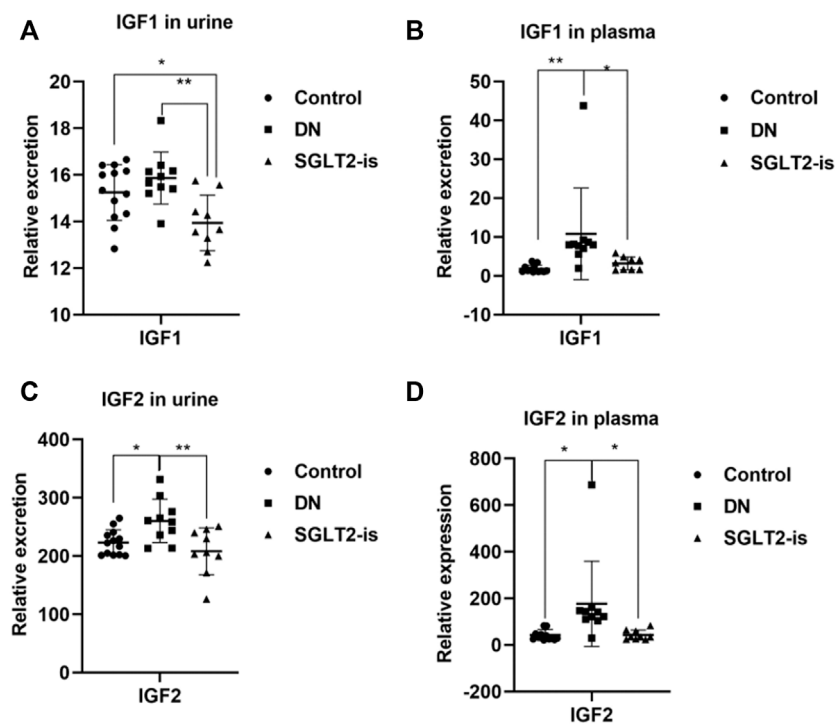 A
IGF1 in urine
*
**
Relative excretion
20
18
16
14
12
10
IGF1
Control
DN
SGLT2-is
B
IGF1 in plasma
**
*
Relative excretion
50
40
30
20
10
0
-10
IGF1
Control
DN
SGLT2-is
C
IGF2 in urine
*
**
Relative excretion
400
300
200
100
0
IGF2
Control
DN
SGLT2-is
D
IGF2 in plasma
*
*
Relative expression
800
600
400
200
0
-200
IGF2
Control
DN
SGLT2-is